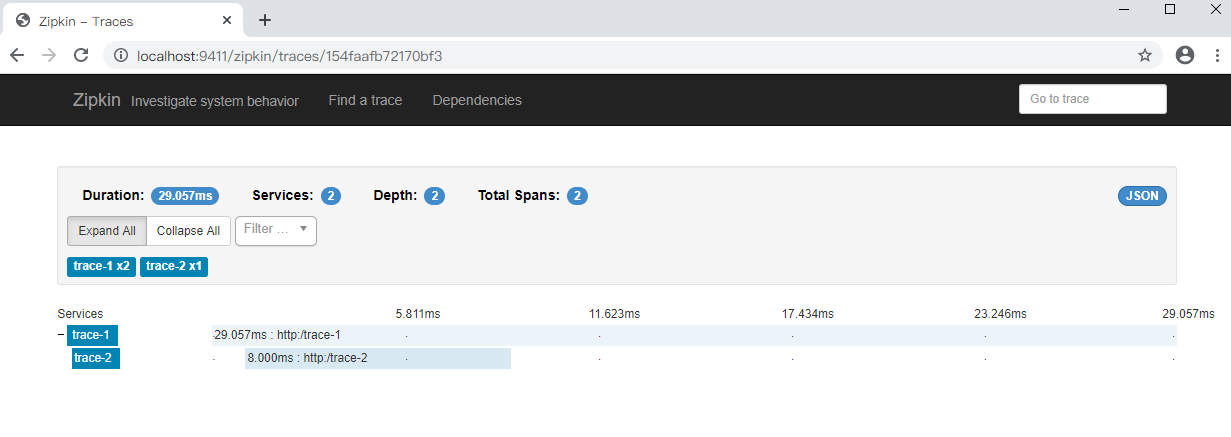 Zipkin - Traces
localhost:9411/zipkin/traces/154faafb72170bf3
Zipkin Investigate system behavior Find a trace Dependencies Go to trace
Duration: 29.057ms Services: 2 Depth: 2 Total Spans: 2 JSON
Expand All Collapse All Filter ...
trace-1 x2 trace-2 x1
Services 5.811ms 11.623ms 17.434ms 23.246ms 29.057ms
trace-1 29.057ms : http:/trace-1
trace-2 8.000ms : http:/trace-2